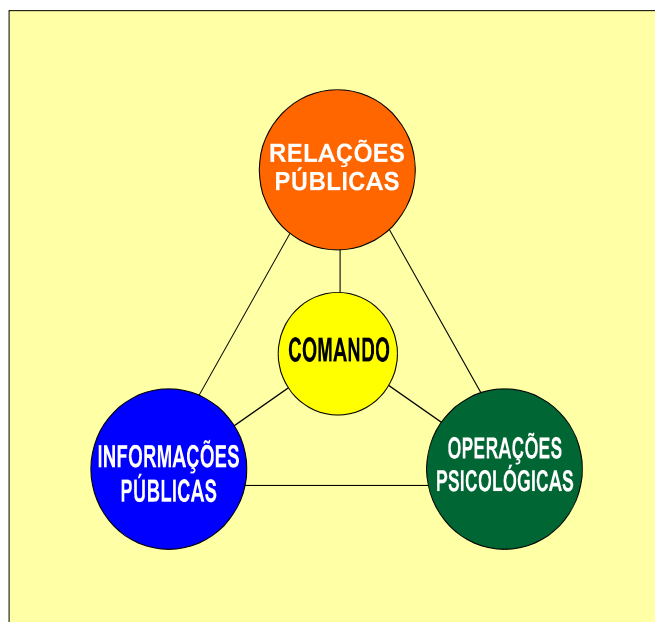 RELAÇÕES
PÚBLICAS
COMANDO
INFORMAÇÕES
PÚBLICAS
OPERAÇÕES
PSICOLÓGICAS